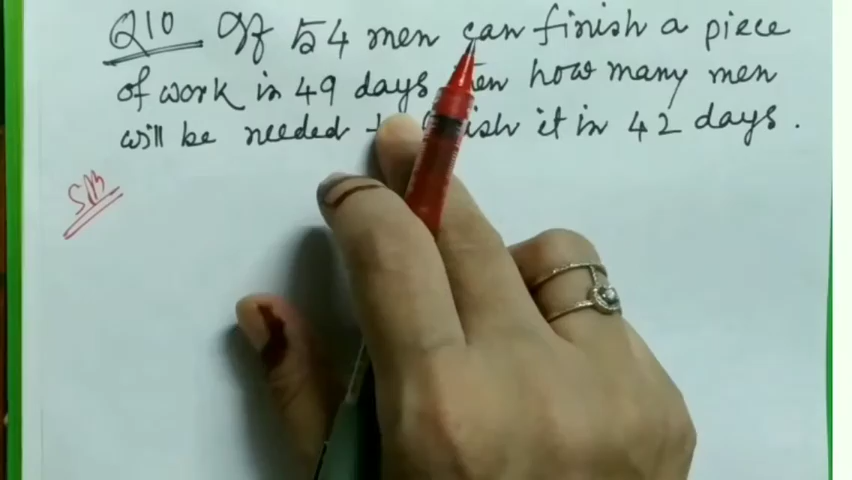 Q10 If 54 men can finish a piece
of work in 49 days how many men
will be needed it in 42 days.